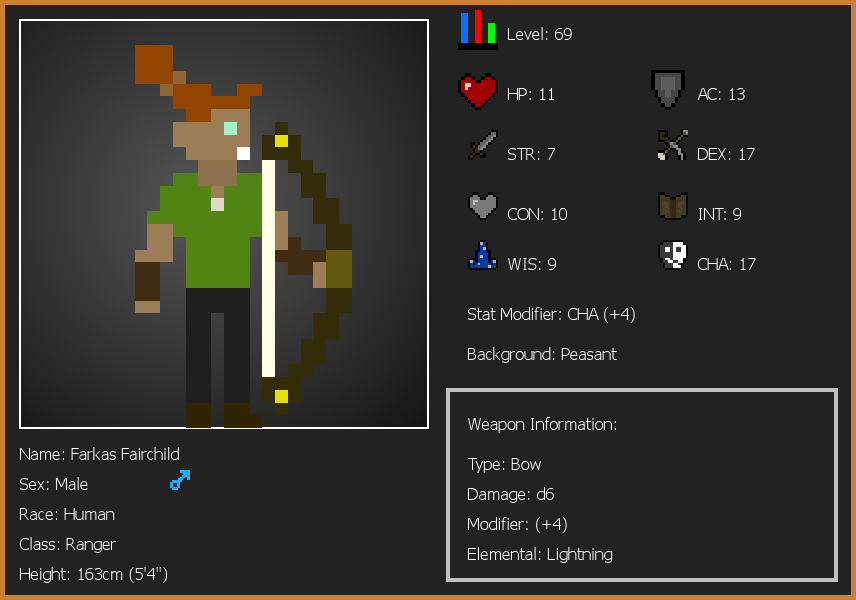 Level: 69
HP: 11
AC: 13
STR: 7
DEX: 17
CON: 10
INT: 9
WIS: 9
CHA: 17
Stat Modifier: CHA (+4)
Background: Peasant
Weapon Information:
Type: Bow
Damage: d6
Modifier: (+4)
Elemental: Lightning
Name: Farkas Fairchild
Sex: Male
Race: Human
Class: Ranger
Height: 163cm (5'4")